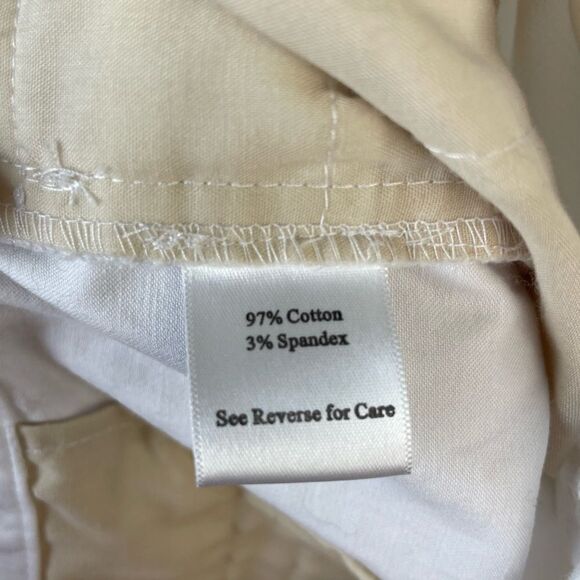 97% Cotton
3% Spandex
See Reverse for Care